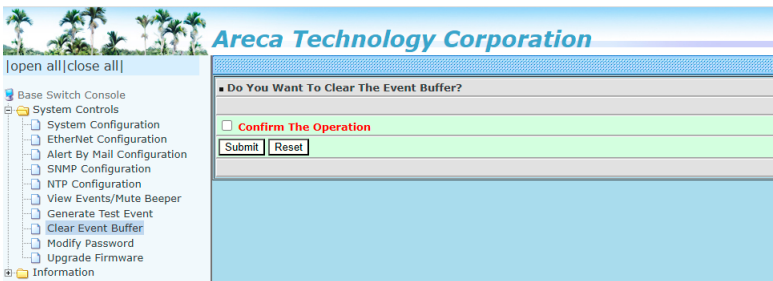 Areca Technology Corporation
|open all|close all|
Base Switch Console
System Controls
System Configuration
EtherNet Configuration
Alert By Mail Configuration
SNMP Configuration
NTP Configuration
View Events/Mute Beeper
Generate Test Event
Clear Event Buffer
Modify Password
Upgrade Firmware
Information
Do You Want To Clear The Event Buffer?
Confirm The Operation
Submit Reset